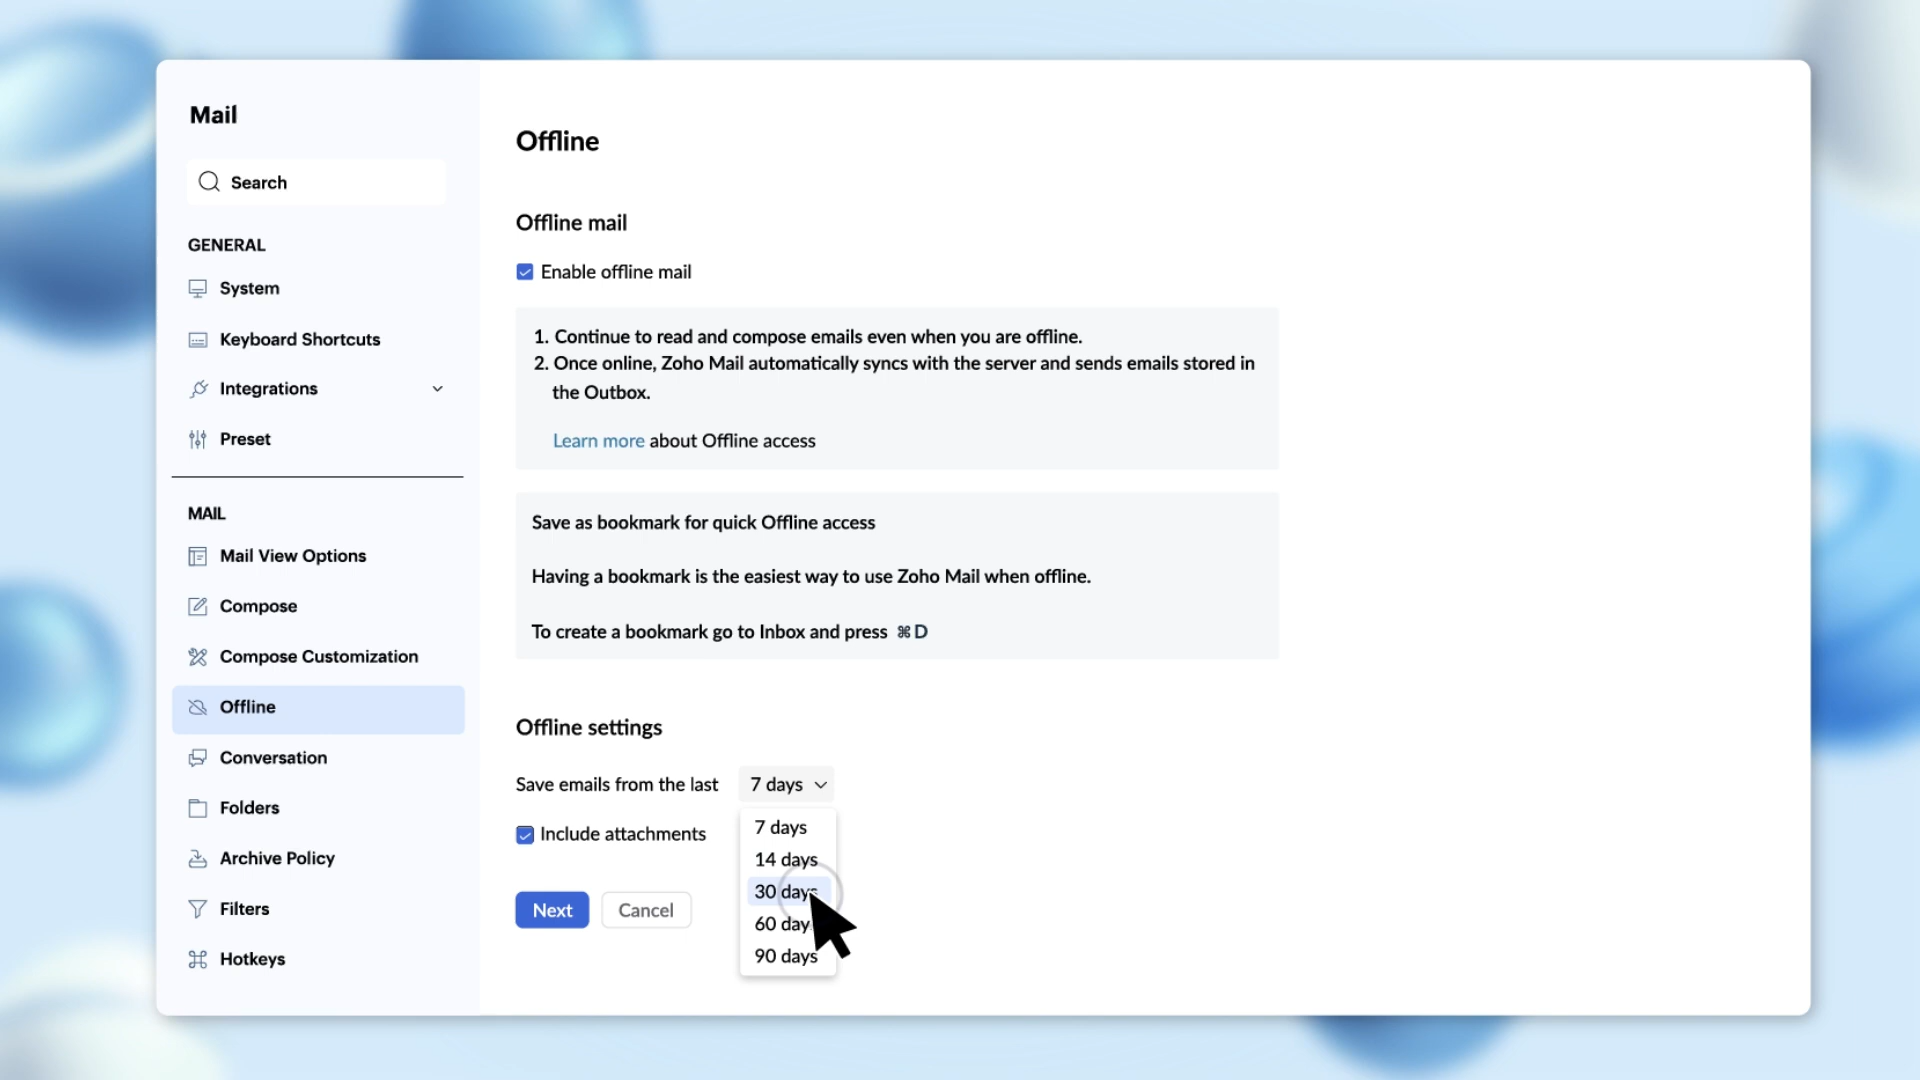 Mail
Search
GENERAL
System
Keyboard Shortcuts
Integrations
Preset
MAIL
Mail View Options
Compose
Compose Customization
Offline
Conversation
Folders
Archive Policy
Filters
Hotkeys
Offline
Offline mail
Enable offline mail
1. Continue to read and compose emails even when you are offline.
2. Once online, Zoho Mail automatically syncs with the server and sends emails stored in
the Outbox.
Learn more about Offline access
Save as bookmark for quick Offline access
Having a bookmark is the easiest way to use Zoho Mail when offline.
To create a bookmark go to Inbox and press ⌘ D
Offline settings
Save emails from the last 7 days
7 days
14 days
30 days
60 days
90 days
Include attachments
Next Cancel